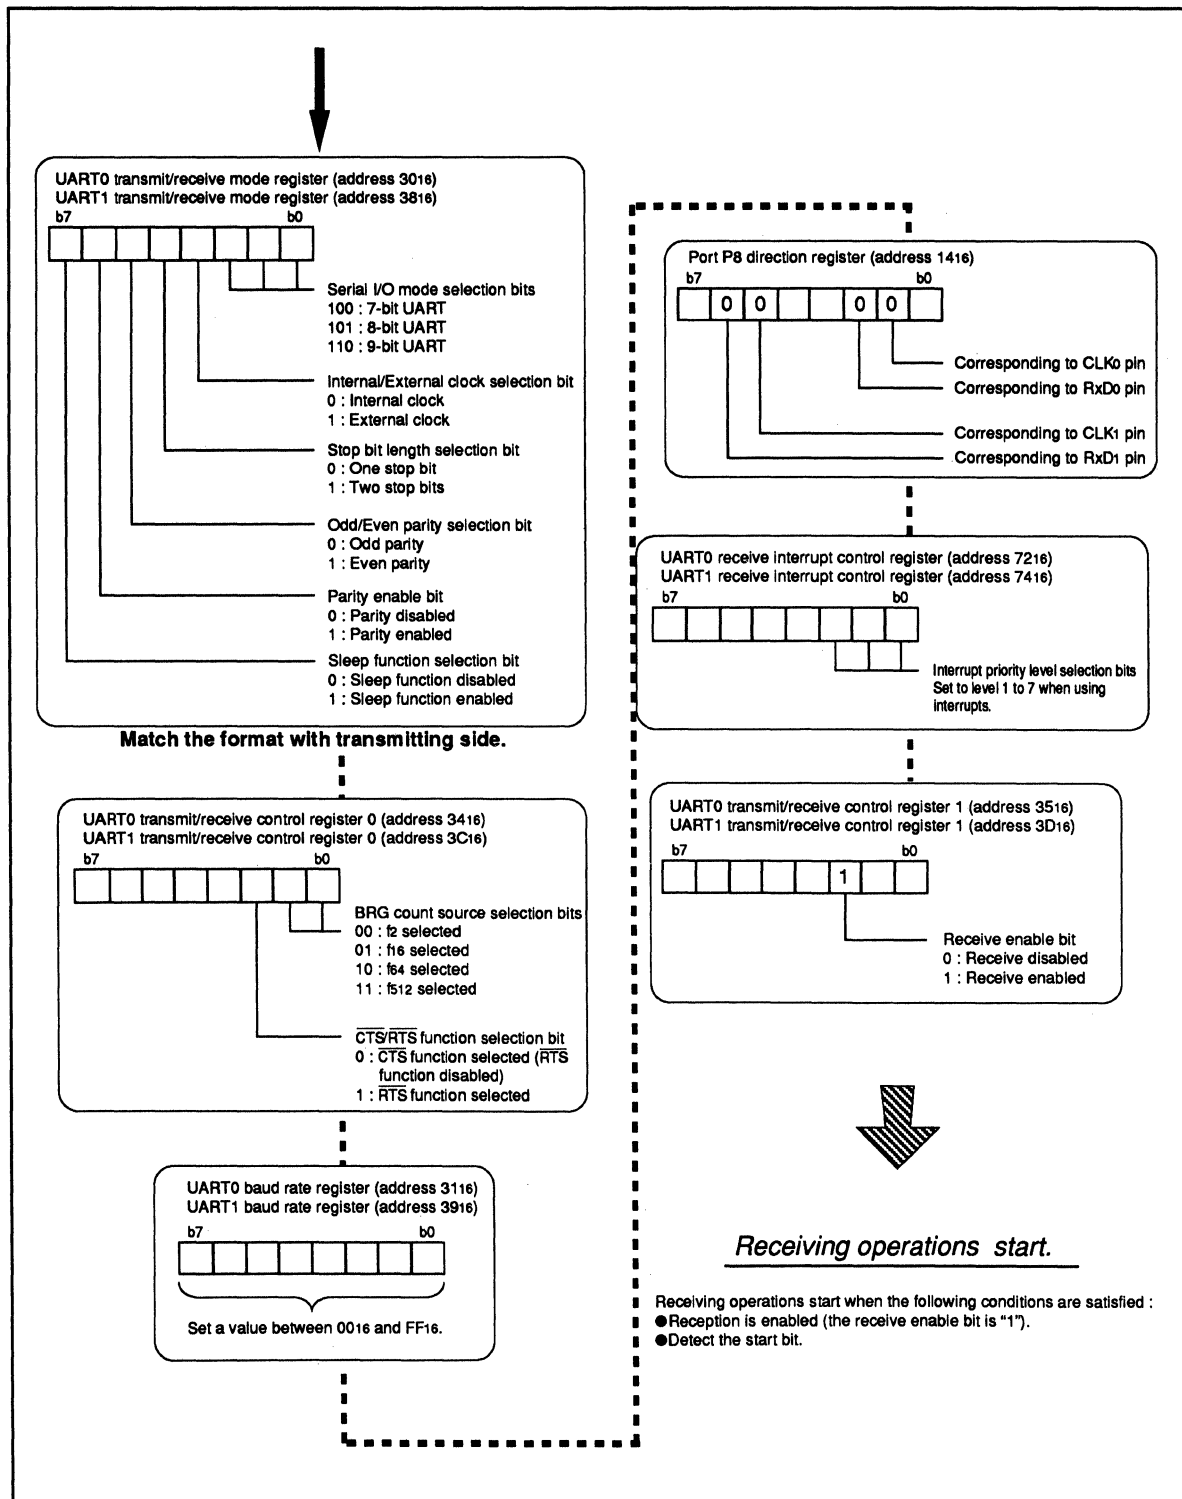 UART0 transmit/receive mode register (address 3016)
UART1 transmit/receive mode register (address 3816)
b7 b0
Serial I/O mode selection bits
100 : 7-bit UART
101 : 8-bit UART
110 : 9-bit UART
Internal/External clock selection bit
0 : Internal clock
1 : External clock
Stop bit length selection bit
0 : One stop bit
1 : Two stop bits
Odd/Even parity selection bit
0 : Odd parity
1 : Even parity
Parity enable bit
0 : Parity disabled
1 : Parity enabled
Sleep function selection bit
0 : Sleep function disabled
1 : Sleep function enabled
Match the format with transmitting side.
UART0 transmit/receive control register 0 (address 3416)
UART1 transmit/receive control register 0 (address 3C16)
b7 b0
BRG count source selection bits
00 : f2 selected
01 : f16 selected
10 : f64 selected
11 : f512 selected
CTS/RTS function selection bit
0 : CTS function selected (RTS
function disabled)
1 : RTS function selected
UART0 baud rate register (address 3116)
UART1 baud rate register (address 3916)
b7 b0
Set a value between 0016 and FF16.
Port P8 direction register (address 1416)
b7 b0
0 0 0 0
Corresponding to CLK0 pin
Corresponding to RxD0 pin
Corresponding to CLK1 pin
Corresponding to RxD1 pin
UART0 receive interrupt control register (address 7216)
UART1 receive interrupt control register (address 7416)
b7 b0
Interrupt priority level selection bits
Set to level 1 to 7 when using
interrupts.
UART0 transmit/receive control register 1 (address 3516)
UART1 transmit/receive control register 1 (address 3D16)
b7 b0
1
Receive enable bit
0 : Receive disabled
1 : Receive enabled
Receiving operations start.
Receiving operations start when the following conditions are satisfied :
●Reception is enabled (the receive enable bit is “1”).
●Detect the start bit.